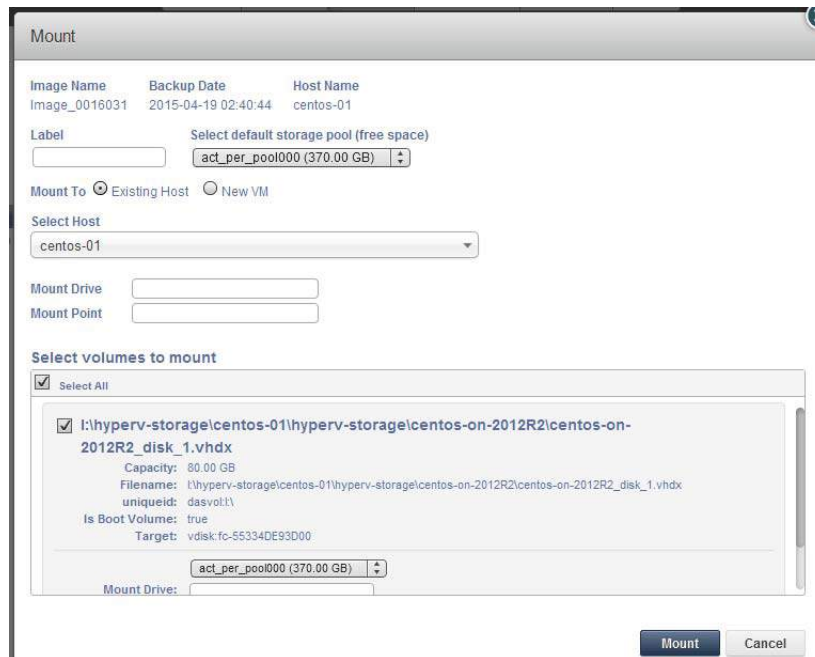 Mount
Image Name Backup Date Host Name
Image_0016031 2015-04-19 02:40:44 centos-01
Label Select default storage pool (free space)
act_per_pool000 (370.00 GB)
Mount To Existing Host New VM
Select Host
centos-01
Mount Drive
Mount Point
Select volumes to mount
Select All
I:\hyperv-storage\centos-01\hyperv-storage\centos-on-2012R2\centos-on-
2012R2_disk_1.vhdx
Capacity: 80.00 GB
Filename: I:\hyperv-storage\centos-01\hyperv-storage\centos-on-2012R2\centos-on-2012R2_disk_1.vhdx
uniqueid: dasvol:I:\
Is Boot Volume: true
Target: vdisk:fc-55334DE93D00
act_per_pool000 (370.00 GB)
Mount Drive:
Mount Cancel